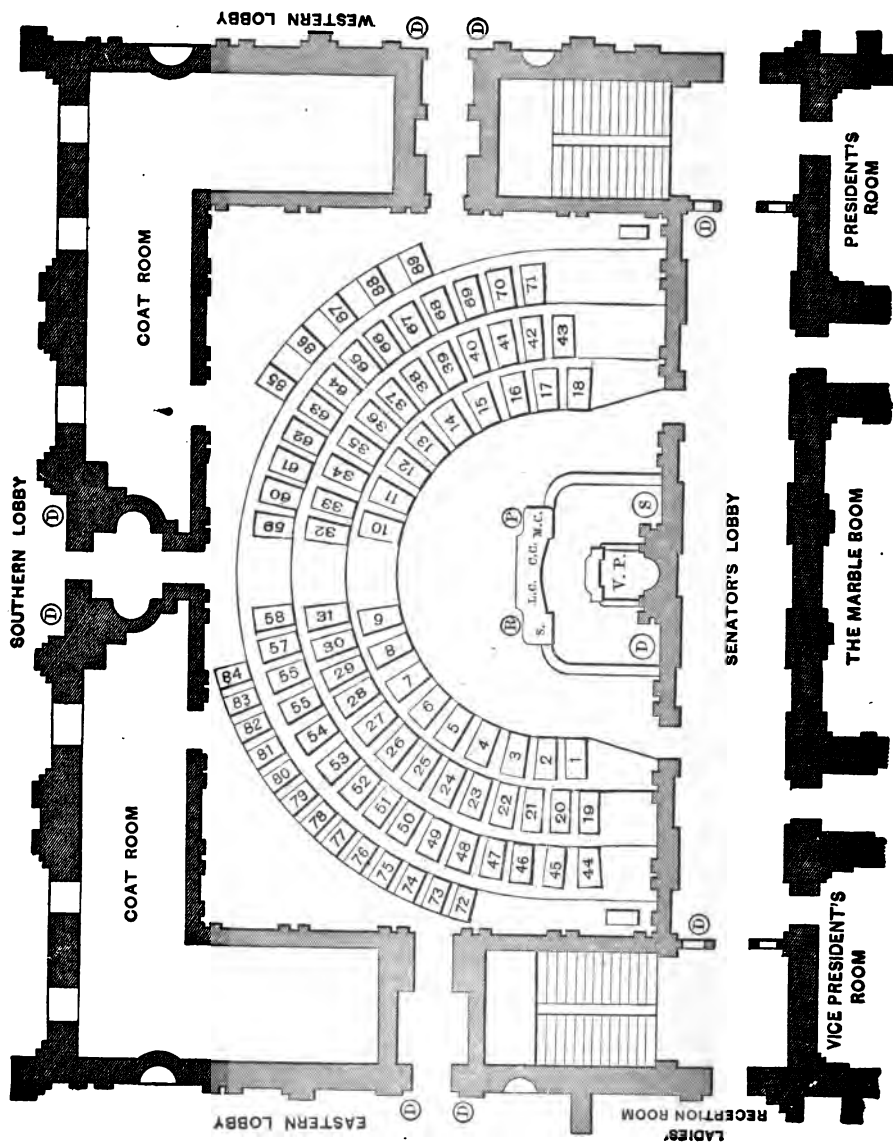 WESTERN LOBBY
D
D
SOUTHERN LOBBY
D
D
COAT ROOM
COAT ROOM
EASTERN LOBBY
D
D
LADIES'
RECEPTION ROOM
PRESIDENT'S
ROOM
D
THE MARBLE ROOM
SENATOR'S LOBBY
VICE PRESIDENT'S
ROOM
D
R
P
S. L.C. C.C. M.C.
V. P.
D
S
1 2 3 4 5 6 7 8 9 10 11 12 13 14 15 16 17 18
19 20 21 22 23 24 25 26 27 28 29 30 31 32 33 34 35 36 37 38 39 40 41 42 43
44 45 46 47 48 49 50 51 52 53 54 55 55 57 58 59 60 61 62 63 64 65 66 67 68 69 70 71
72 73 74 75 76 77 78 79 80 81 82 83 84
85 86 87 88 89